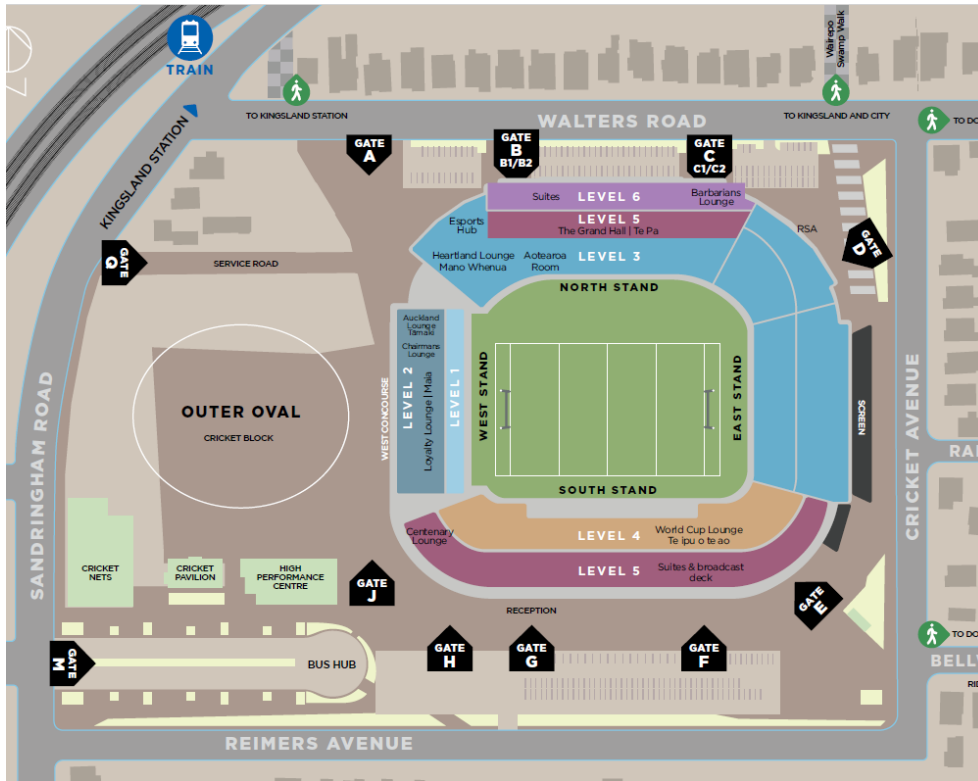 TRAIN
Wairepo
Swamp Walk
TO KINGSLAND STATION
TO KINGSLAND AND CITY
WALTERS ROAD
KINGSLAND STATION
GATE
A
GATE
B
B1/B2
GATE
C
C1/C2
GATE
D
GATE
Q
SERVICE ROAD
Suites
LEVEL 6
Barbarians
Lounge
LEVEL 5
The Grand Hall | Te Pa
Esports
Hub
RSA
Heartland Lounge
Mano Whenua
Aotearoa
Room
LEVEL 3
NORTH STAND
Auckland
Lounge
Tāmaki
Chairmans
Lounge
Loyalty Lounge | Maia
LEVEL 2
LEVEL 1
WEST CONCOURSE
WEST STAND
EAST STAND
SCREEN
SOUTH STAND
OUTER OVAL
CRICKET BLOCK
SANDRINGHAM ROAD
CRICKET AVENUE
Centenary
Lounge
LEVEL 4
World Cup Lounge
Te ipu o te ao
LEVEL 5
Suites & broadcast
deck
CRICKET
NETS
CRICKET
PAVILION
HIGH
PERFORMANCE
CENTRE
GATE
J
RECEPTION
GATE
E
GATE
M
BUS HUB
GATE
H
GATE
G
GATE
F
REIMERS AVENUE
TO DO
RA
TO DO
BELL